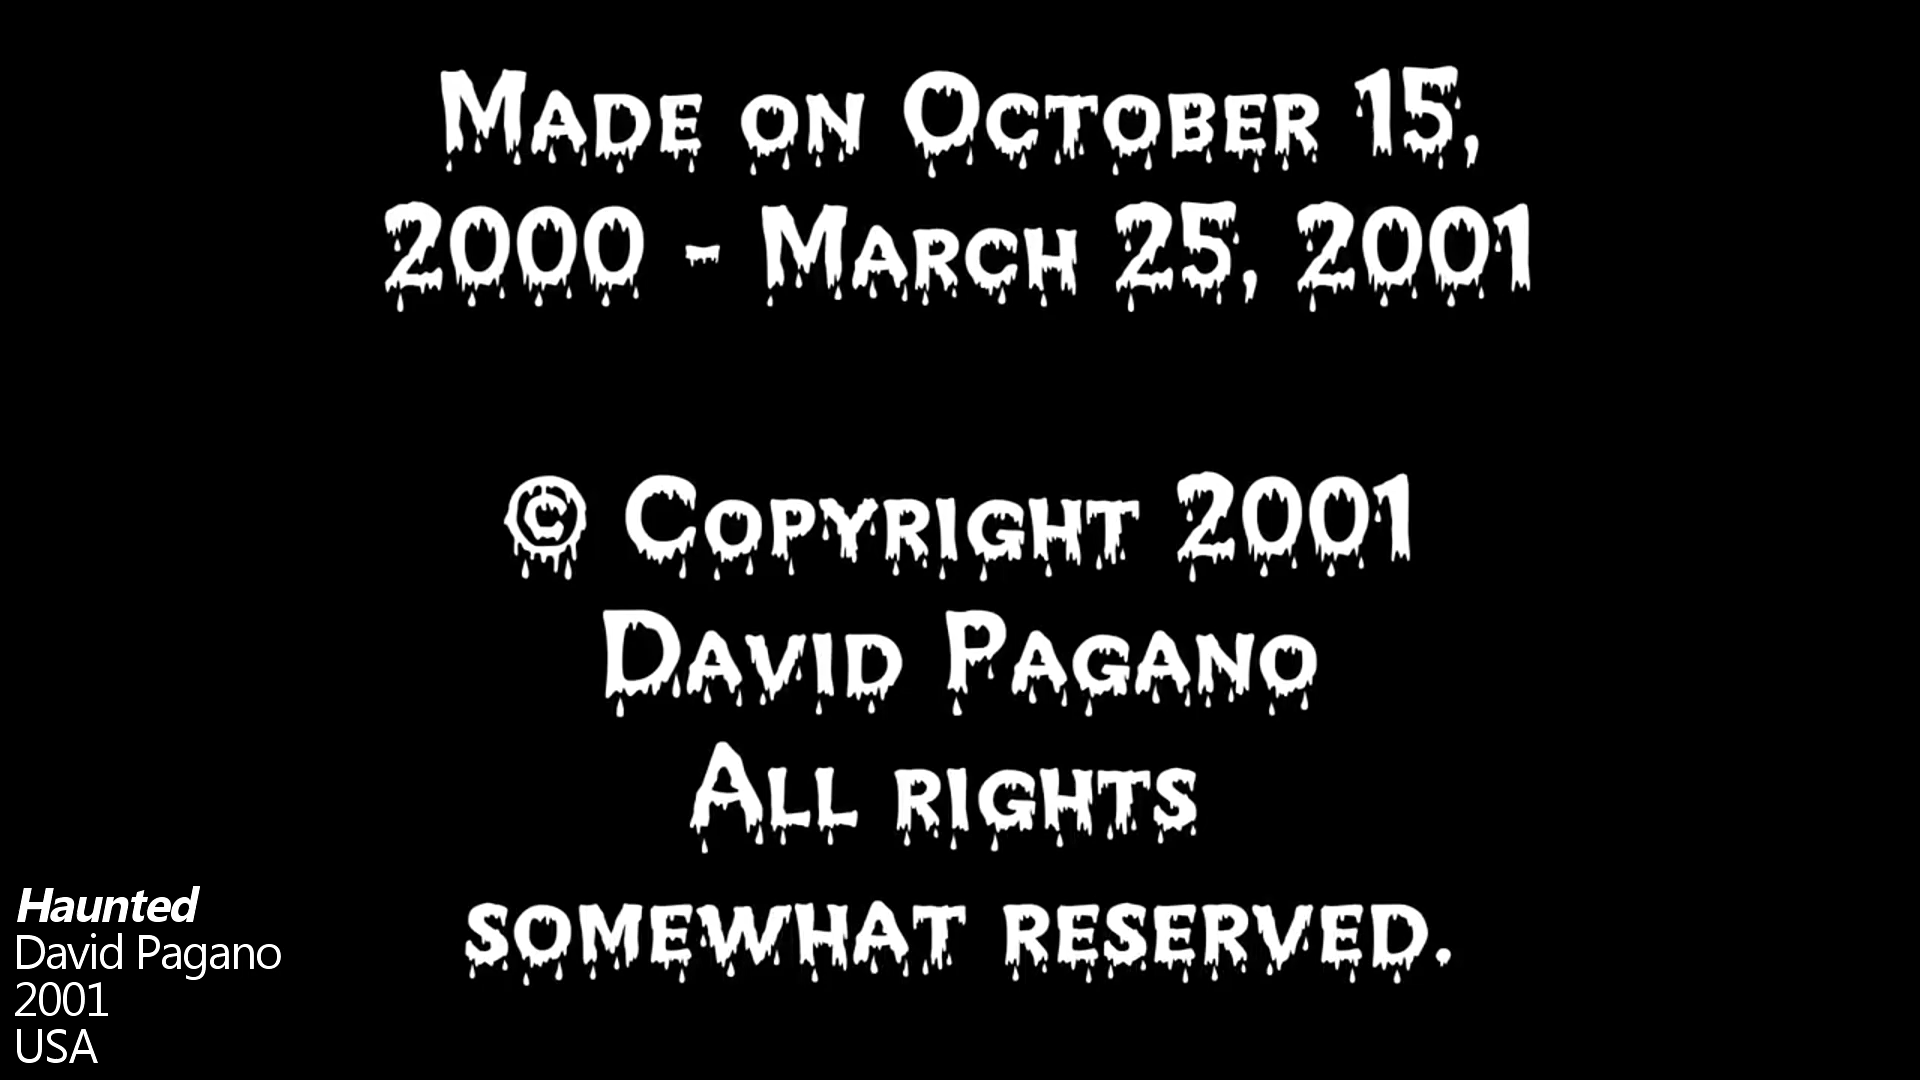 Made on October 15,
2000 - March 25, 2001
© Copyright 2001
David Pagano
All rights
somewhat reserved.
Haunted
David Pagano
2001
USA